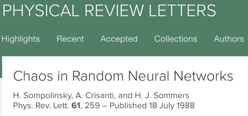 PHYSICAL REVIEW LETTERS
Highlights Recent Accepted Collections Authors
Chaos in Random Neural Networks
H. Sompolinsky, A. Crisanti, and H. J. Sommers
Phys. Rev. Lett. 61, 259 – Published 18 July 1988